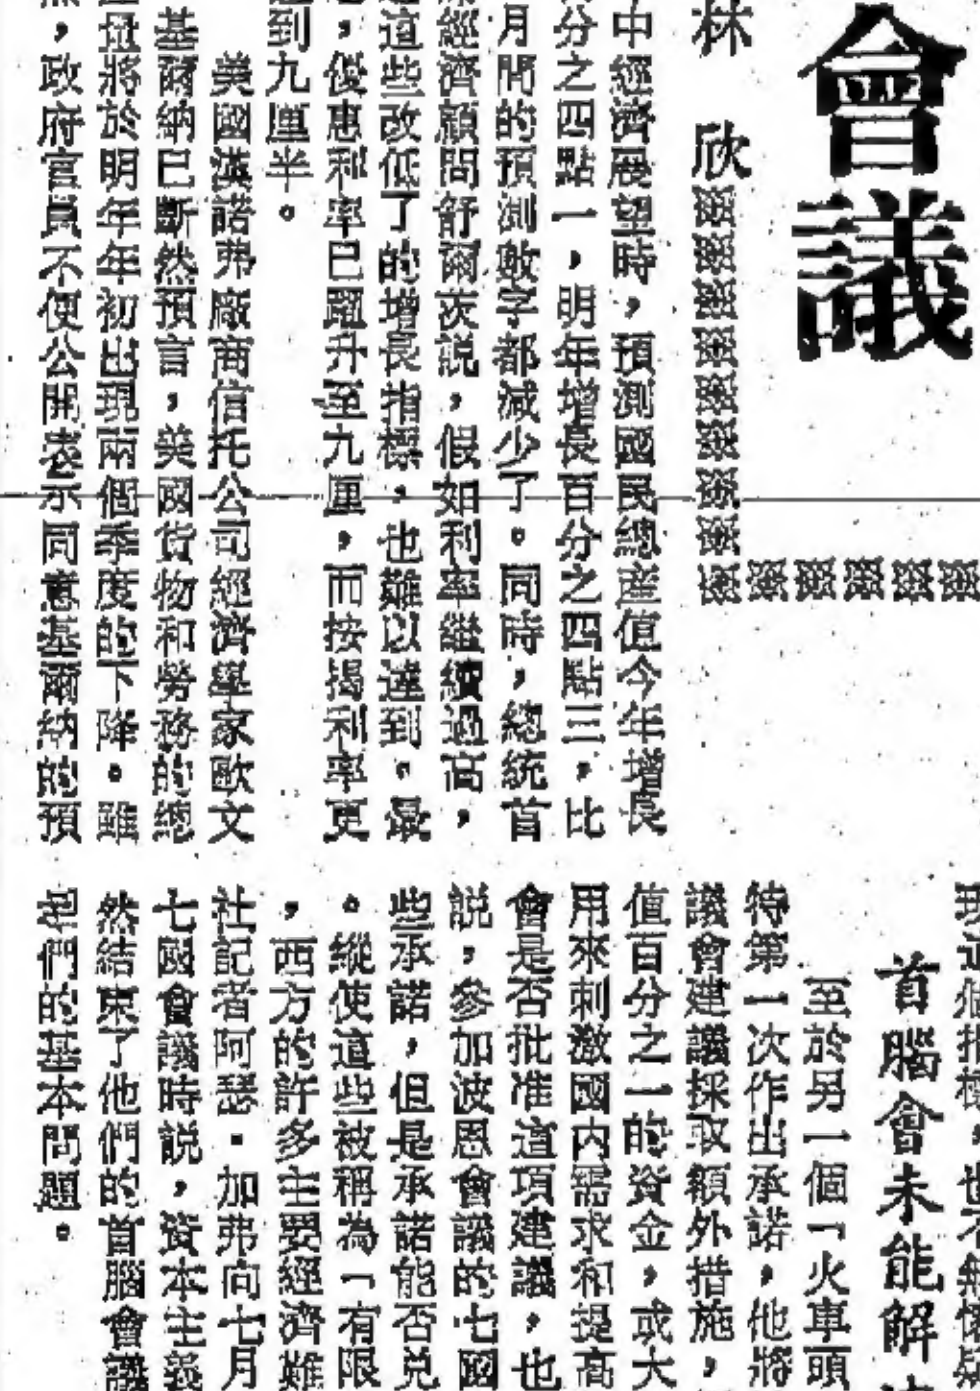 會議
林 欣
中經濟展望時，預測國民總産值今年增長
分之四點一，明年增長百分之四點三，比
月間的預測數字都減少了。同時，總統首
經濟顧問舒爾茨説，假如利率繼續過高，
這些改低了的增長指標，也難以達到。最
，優惠利率已躍升至九厘，而按揭利率更
到九厘半。
美國漢諾弗廠商信托公司經濟學家歐文
基爾納已斷然預言，美國貨物和勞務的總
量將於明年年初出現兩個季度的下降。雖
，政府官員不便公開表示同意基爾納的預
首腦會未能解
至於另一個「火車頭
特第一次作出承諾，他將
議會建議採取額外措施，
值百分之一的資金，或大
用來刺激國内需求和提高
會是否批准這項建議，也
説，參加波恩會議的七國
些承諾，但是承諾能否兑
。縱使這些被稱為「有限
，西方的許多主要經濟難
社記者阿瑟·加弗向七月
七國會議時説，資本主義
然結束了他們的首腦會議
他們的基本問題。